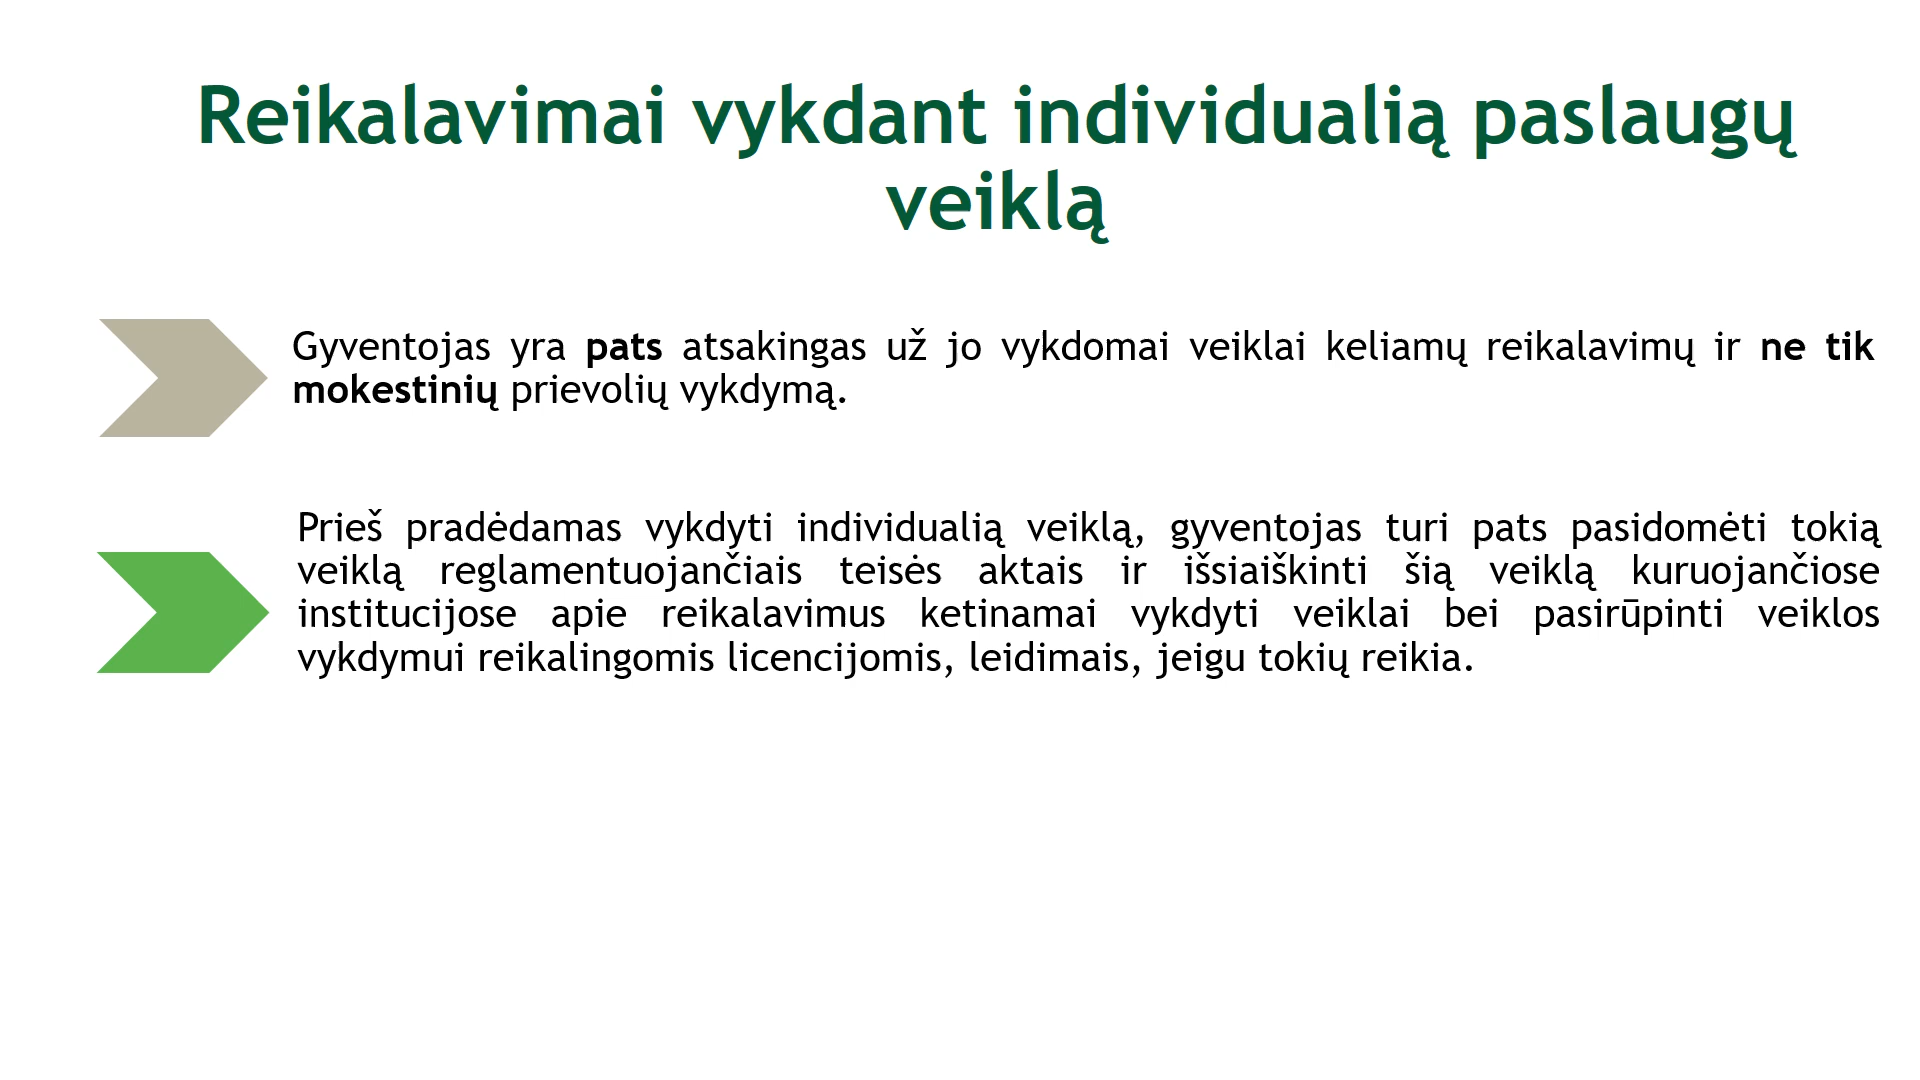 Reikalavimai vykdant individualią paslaugų
veiklą
Gyventojas yra pats atsakingas už jo vykdomai veiklai keliamų reikalavimų ir ne tik
mokestinių prievolių vykdymą.
Prieš pradėdamas vykdyti individualią veiklą, gyventojas turi pats pasidomėti tokią
veiklą reglamentuojančiais teisės aktais ir išsiaiškinti šią veiklą kuruojančiose
institucijose apie reikalavimus ketinamai vykdyti veiklai bei pasirūpinti veiklos
vykdymui reikalingomis licencijomis, leidimais, jeigu tokių reikia.